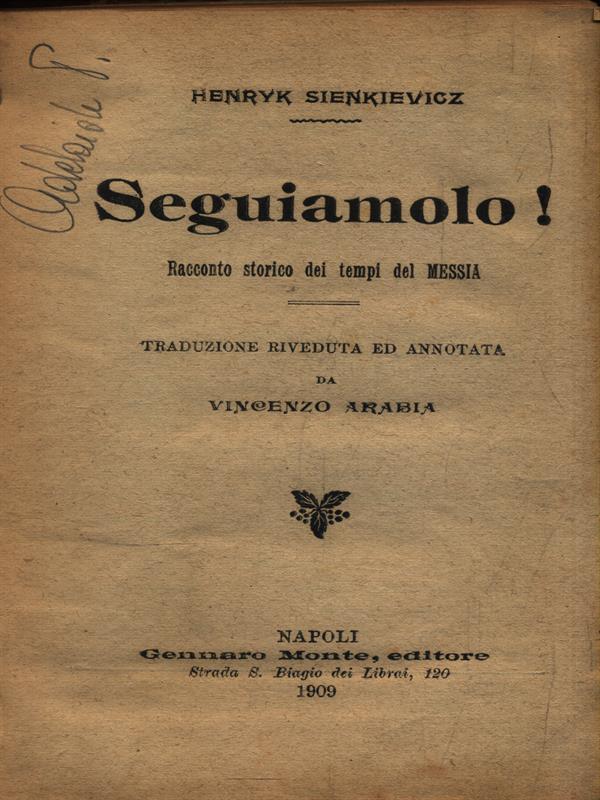 Adelaide P.
HENRYK SIENKIEVICZ
Seguiamolo!
Racconto storico dei tempi del MESSIA
TRADUZIONE RIVEDUTA ED ANNOTATA
DA
VINCENZO ARABIA
NAPOLI
Gennaro Monte, editore
Strada S. Biagio dei Librai, 120
1909